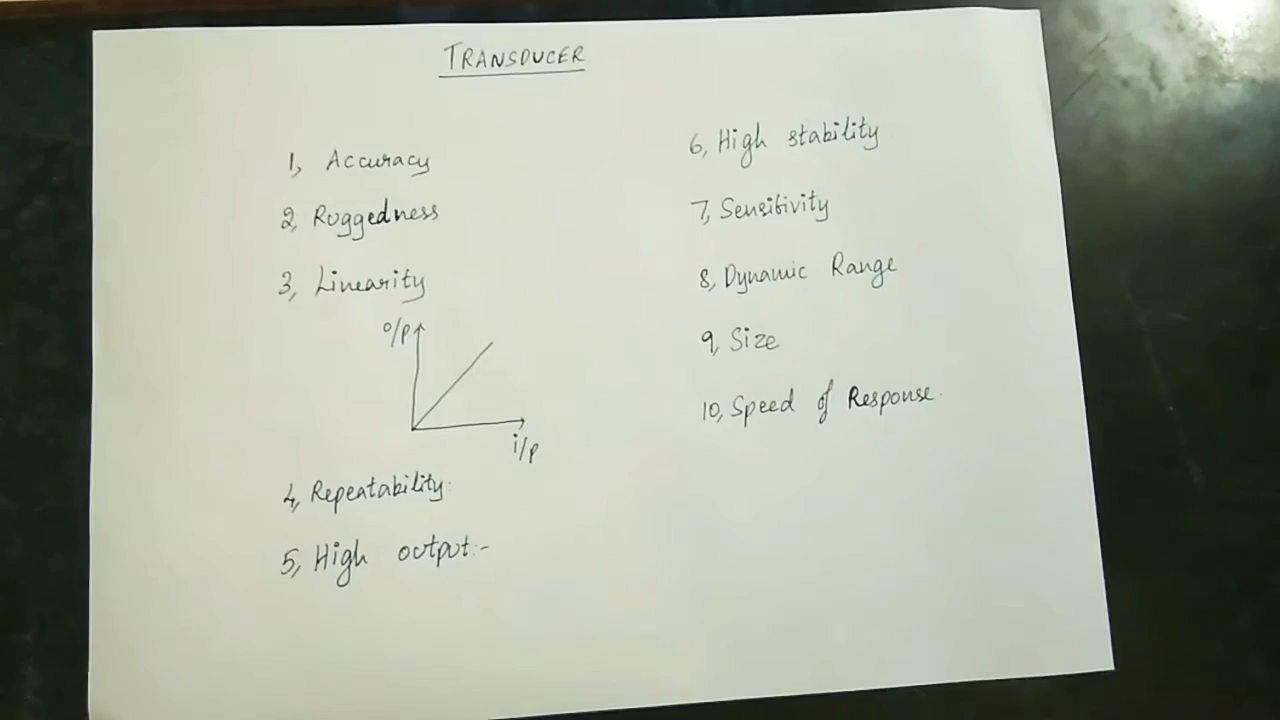 TRANSDUCER
1, Accuracy
2, Ruggedness
3, Linearity
o/p
i/p
4, Repeatability.
5, High output:-
6, High stability
7, Sensitivity
8, Dynamic Range
9, Size
10, Speed of Response.